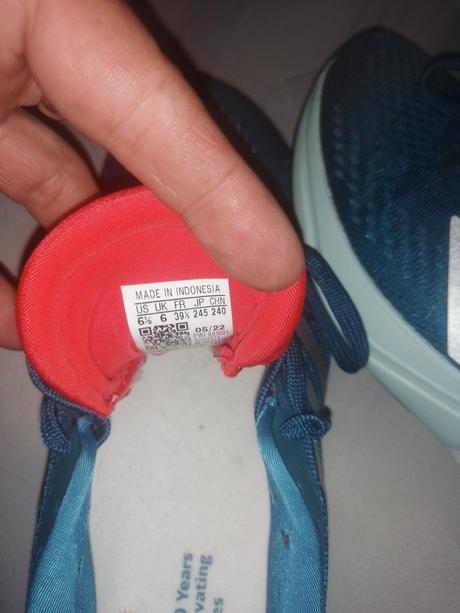 MADE IN INDONESIA
US UK FR JP CHN
6½ 6 39⅓ 245 240
05/22
Years
vating
es